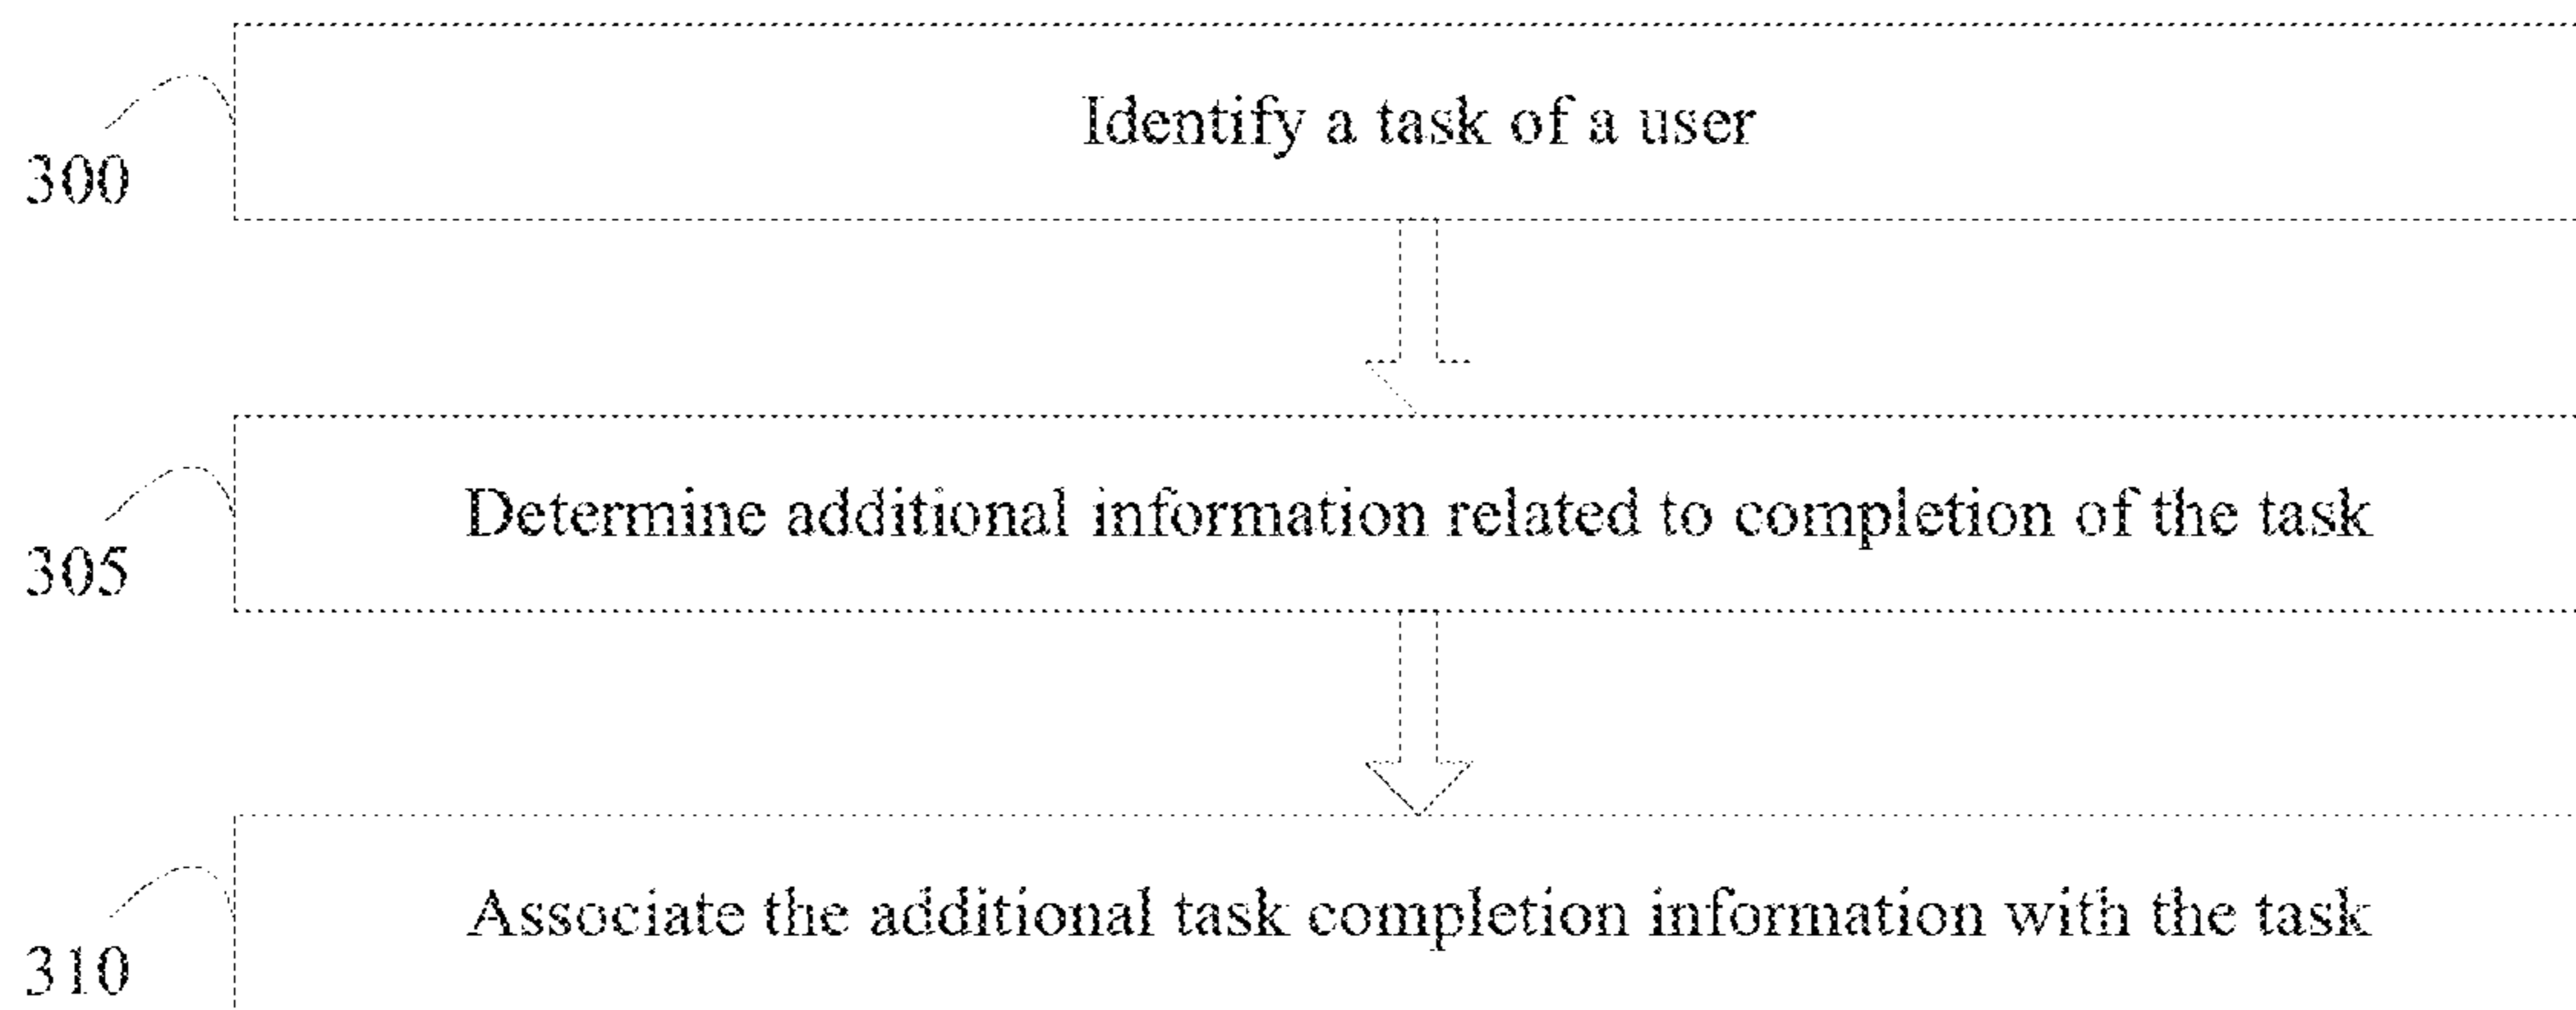 Identify a task of a user
300
Determine additional information related to completion of the task
305
Associate the additional task completion information with the task
310